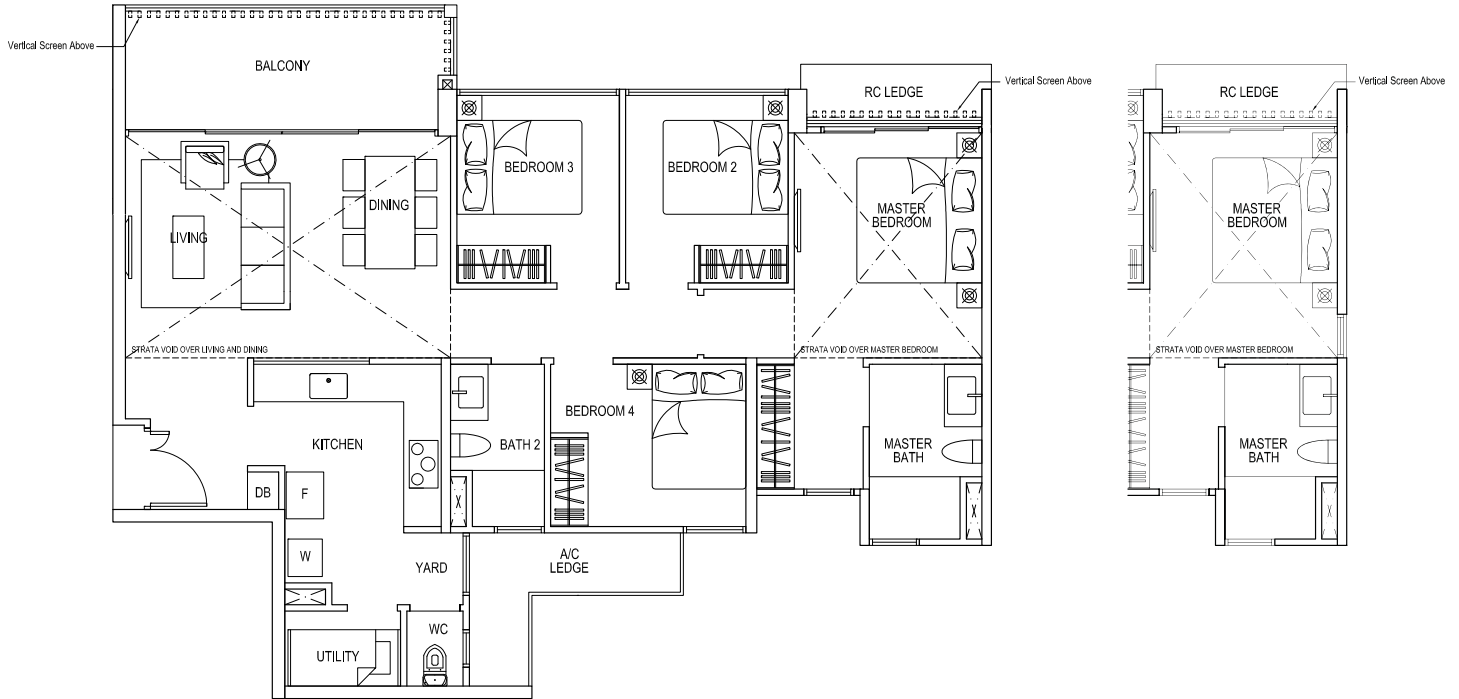 Vertical Screen Above
BALCONY
RC LEDGE
Vertical Screen Above
RC LEDGE
Vertical Screen Above
BEDROOM 3
BEDROOM 2
LIVING
DINING
MASTER
BEDROOM
MASTER
BEDROOM
STRATA VOID OVER LIVING AND DINING
STRATA VOID OVER MASTER BEDROOM
STRATA VOID OVER MASTER BEDROOM
BEDROOM 4
KITCHEN
BATH 2
MASTER
BATH
MASTER
BATH
DB
F
W
YARD
A/C
LEDGE
WC
UTILITY